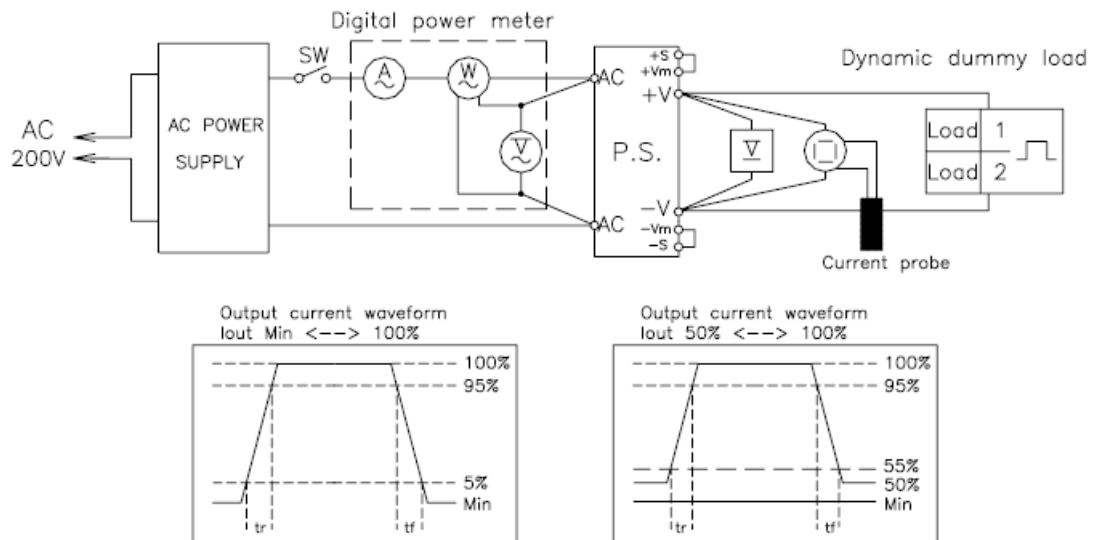 Digital power meter
SW
A
W
V
AC POWER
SUPPLY
AC
200V
AC
AC
P.S.
+S
+Vm
+V
-V
-Vm
-S
V
Dynamic dummy load
Load 1
Load 2
Current probe
Output current waveform
Iout Min <--> 100%
100%
95%
5%
Min
tr
tf
Output current waveform
Iout 50% <--> 100%
100%
95%
55%
50%
Min
tr
tf